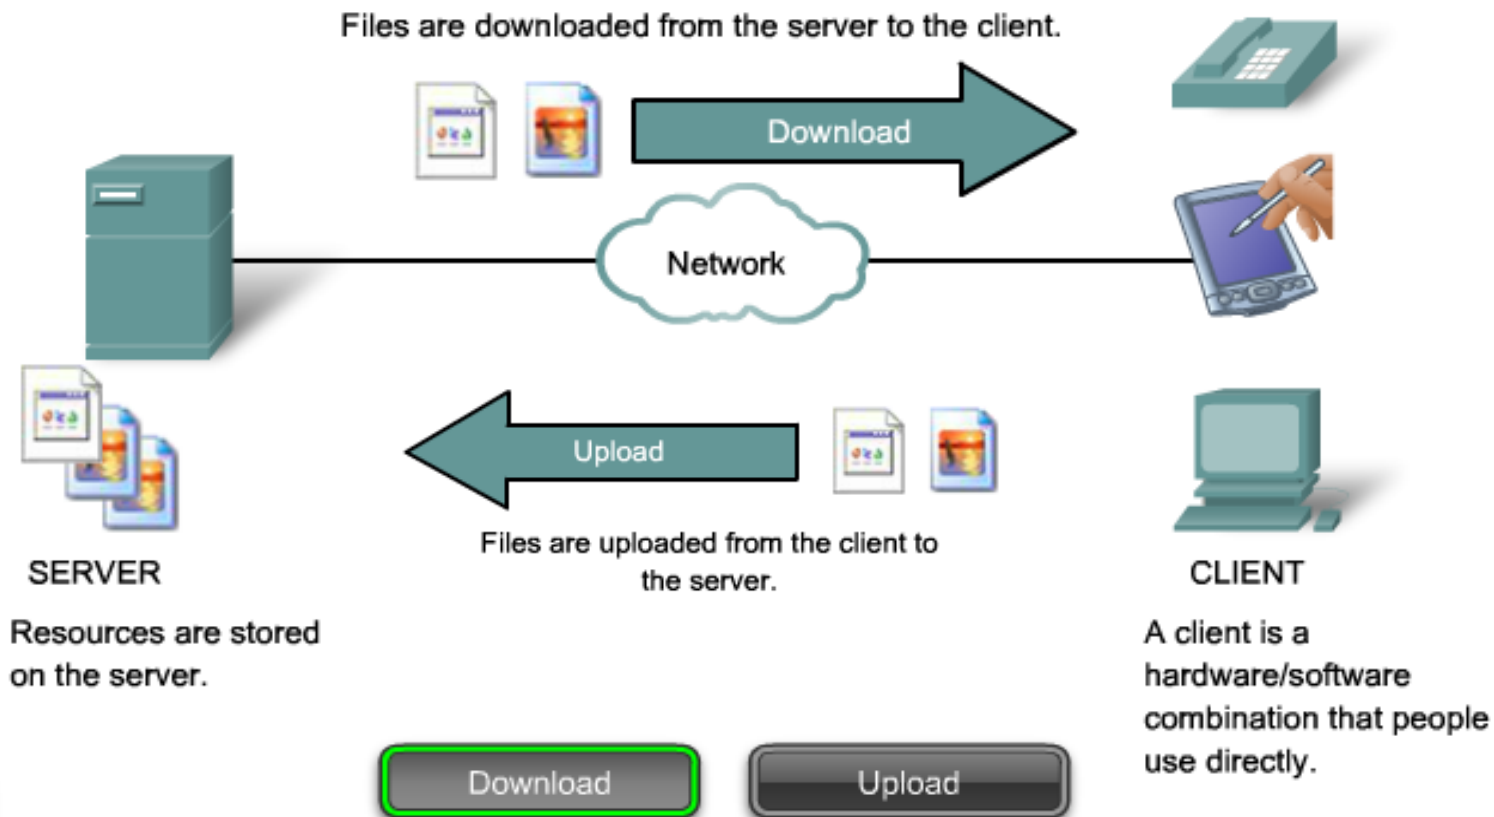 Files are downloaded from the server to the client.
Download
Network
Upload
Files are uploaded from the client to
the server.
SERVER
Resources are stored
on the server.
CLIENT
A client is a
hardware/software
combination that people
use directly.
Download
Upload